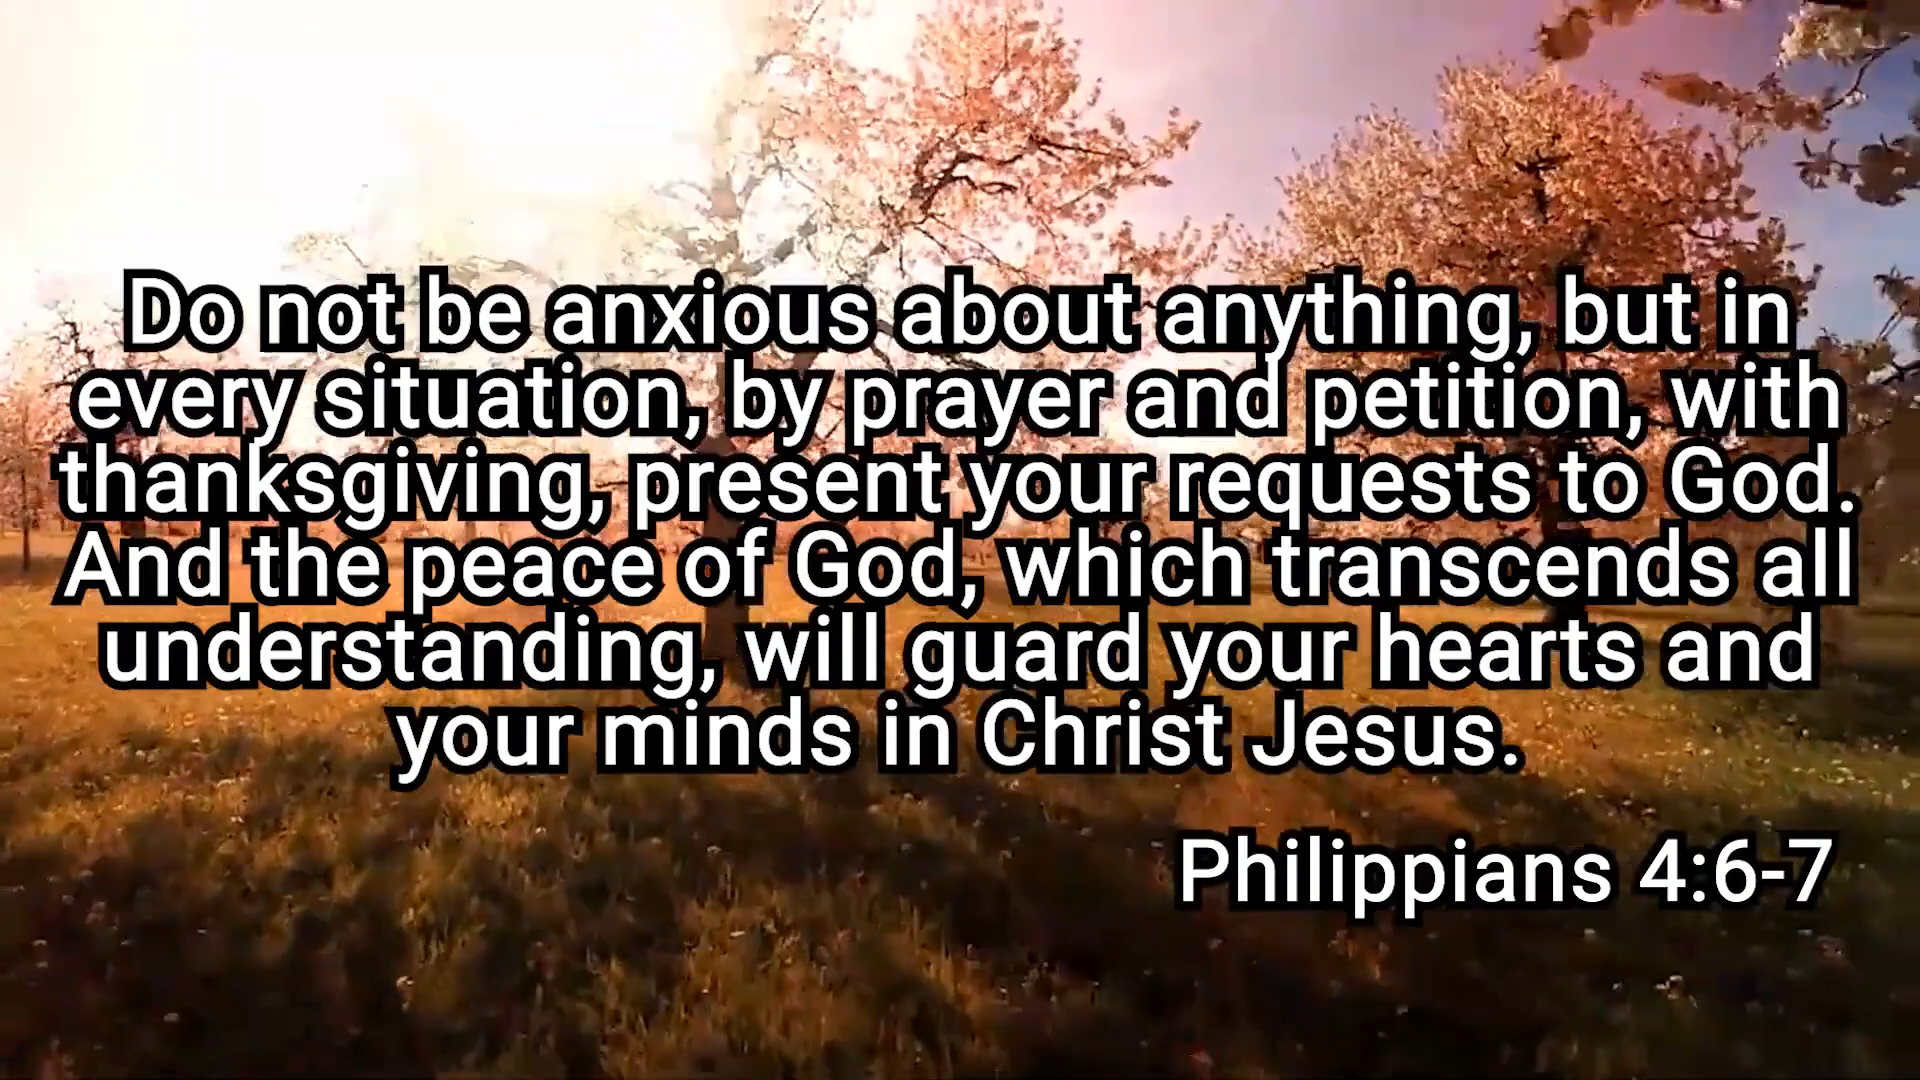 Do not be anxious about anything, but in
every situation, by prayer and petition, with
thanksgiving, present your requests to God.
And the peace of God, which transcends all
understanding, will guard your hearts and
your minds in Christ Jesus.
Philippians 4:6-7